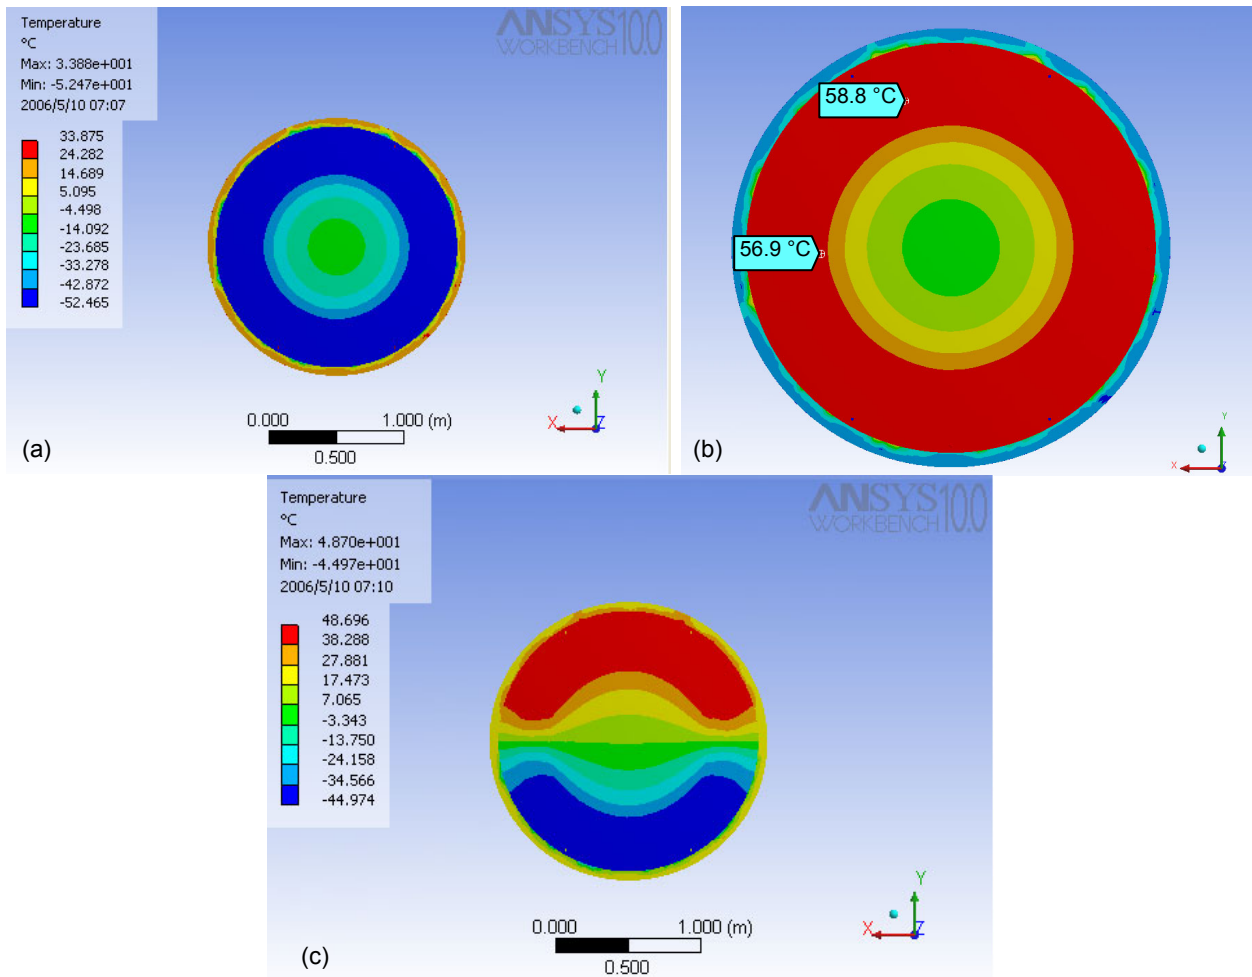 Temperature
°C
Max: 3.388e+001
Min: -5.247e+001
2006/5/10 07:07
33.875
24.282
14.689
5.095
-4.498
-14.092
-23.685
-33.278
-42.872
-52.465
ANSYS 10.0
WORKBENCH
0.000 1.000 (m)
0.500
Y
X Z
(a)
58.8 °C
56.9 °C
Y
X Z
(b)
Temperature
°C
Max: 4.870e+001
Min: -4.497e+001
2006/5/10 07:10
48.696
38.288
27.881
17.473
7.065
-3.343
-13.750
-24.158
-34.566
-44.974
ANSYS 10.0
WORKBENCH
0.000 1.000 (m)
0.500
Y
X Z
(c)